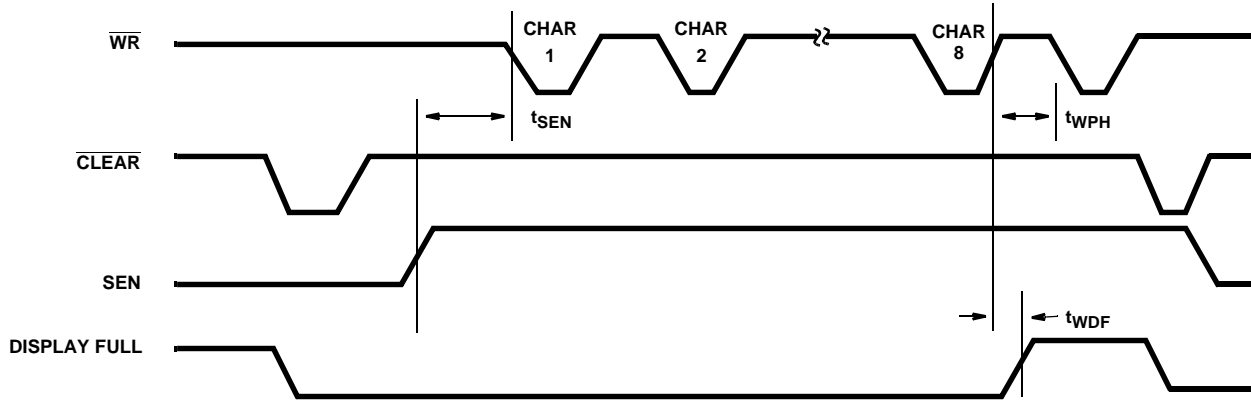 WR
CHAR
1
CHAR
2
CHAR
8
tSEN
tWPH
CLEAR
SEN
tWDF
DISPLAY FULL